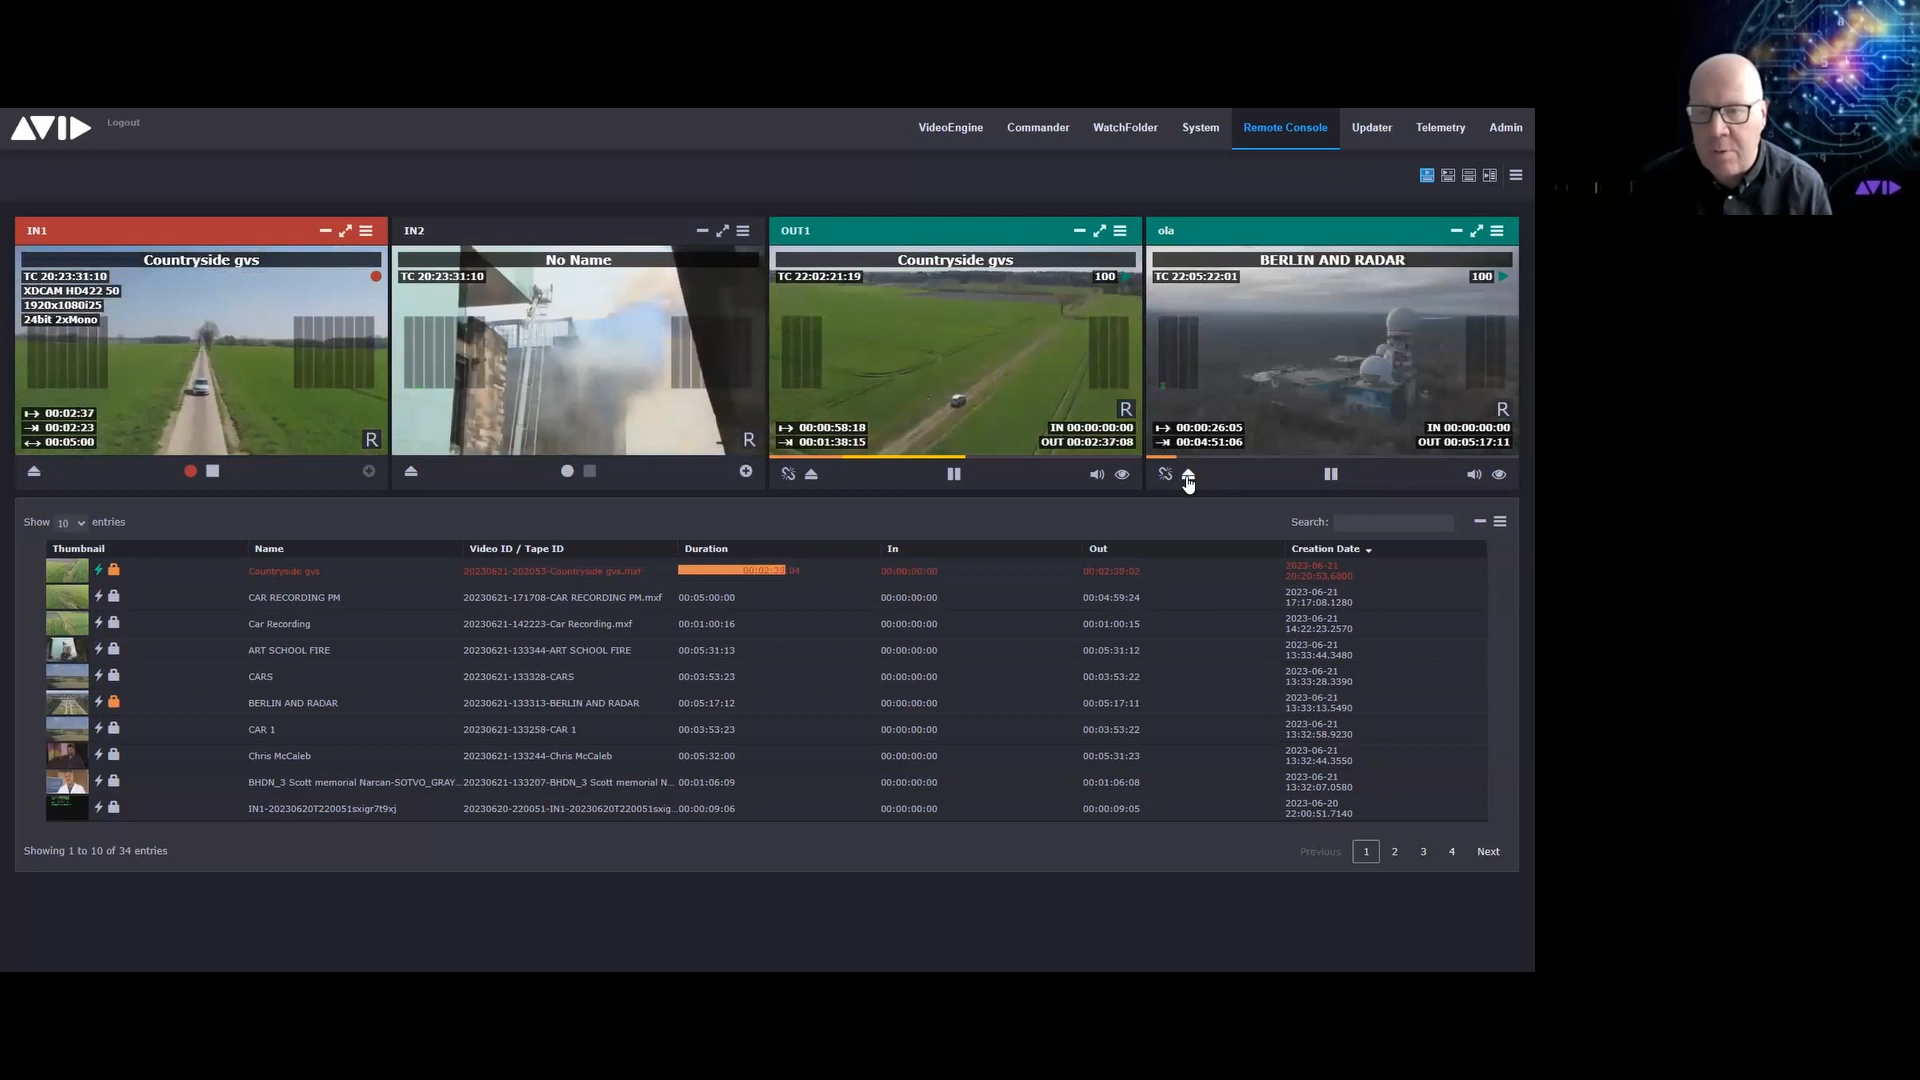 AVID
Logout
VideoEngine
Commander
WatchFolder
System
Remote Console
Updater
Telemetry
Admin
AVID
IN1
Countryside gvs
TC 20:23:31:10
XDCAM HD422 50
1920x1080i25
24bit 2xMono
00:02:37
00:02:23
00:05:00
R
IN2
No Name
TC 20:23:31:10
R
OUT1
Countryside gvs
TC 22:02:21:19
100
R
00:00:58:18
IN 00:00:00:00
00:01:38:15
OUT 00:02:37:08
ola
BERLIN AND RADAR
TC 22:05:22:01
100
R
00:00:26:05
IN 00:00:00:00
00:04:51:06
OUT 00:05:17:11
Show 10 entries
Search:
Thumbnail Name Video ID / Tape ID Duration In Out Creation Date
Countryside gvs 20230621-202053-Countryside gvs.mxf 00:02:38:04 00:00:00:00 00:02:38:03 2023-06-21 20:20:53.6800
CAR RECORDING PM 20230621-171708-CAR RECORDING PM.mxf 00:05:00:00 00:00:00:00 00:04:59:24 2023-06-21 17:17:08.1280
Car Recording 20230621-142223-Car Recording.mxf 00:01:00:16 00:00:00:00 00:01:00:15 2023-06-21 14:22:23.2570
ART SCHOOL FIRE 20230621-133344-ART SCHOOL FIRE 00:05:31:13 00:00:00:00 00:05:31:12 2023-06-21 13:33:44.3480
CARS 20230621-133328-CARS 00:03:53:23 00:00:00:00 00:03:53:22 2023-06-21 13:33:28.3390
BERLIN AND RADAR 20230621-133313-BERLIN AND RADAR 00:05:17:12 00:00:00:00 00:05:17:11 2023-06-21 13:33:13.5490
CAR 1 20230621-133258-CAR 1 00:03:53:23 00:00:00:00 00:03:53:22 2023-06-21 13:32:58.9230
Chris McCaleb 20230621-133244-Chris McCaleb 00:05:32:00 00:00:00:00 00:05:31:23 2023-06-21 13:32:44.3550
BHDN_3 Scott memorial Narcan-SOTVO_GRAY... 20230621-133207-BHDN_3 Scott memorial N... 00:01:06:09 00:00:00:00 00:01:06:08 2023-06-21 13:32:07.0580
IN1-20230620T220051sxigr7t9xj 20230620-220051-IN1-20230620T220051sxig... 00:00:09:06 00:00:00:00 00:00:09:05 2023-06-20 22:00:51.7140
Showing 1 to 10 of 34 entries
Previous 1 2 3 4 Next